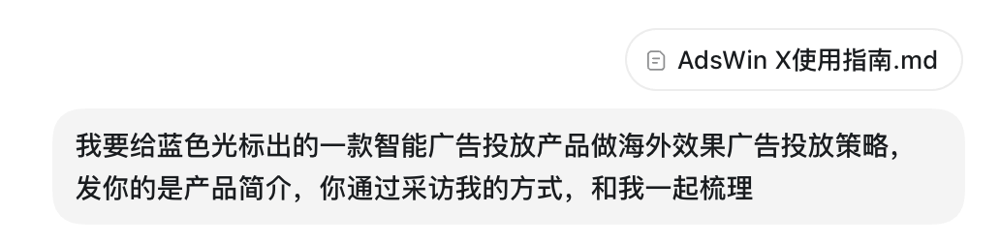 AdsWin X使用指南.md
我要给蓝色光标出的一款智能广告投放产品做海外效果广告投放策略，
发你的是产品简介，你通过采访我的方式，和我一起梳理